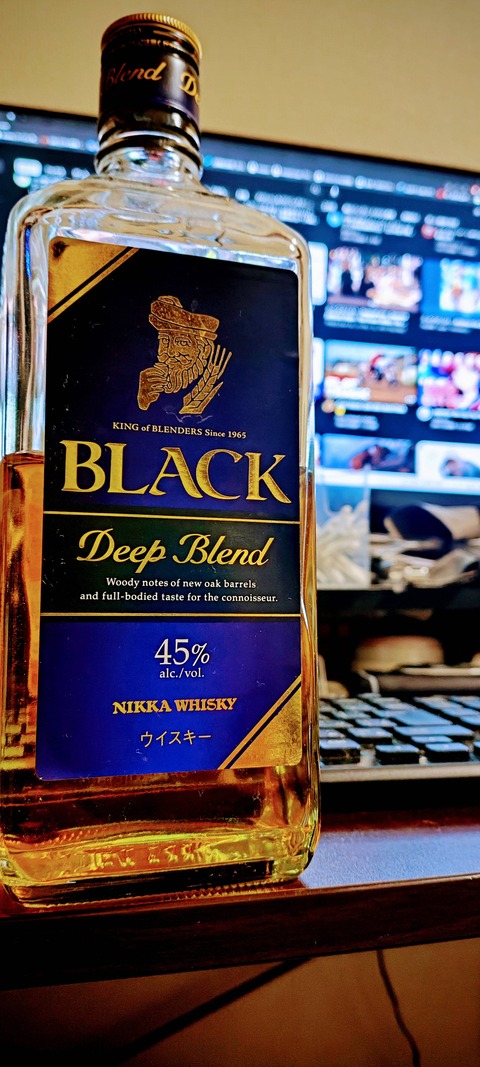 Blend D
KING of BLENDERS Since 1965
BLACK
Deep Blend
Woody notes of new oak barrels
and full-bodied taste for the connoisseur.
45%
alc./vol.
NIKKA WHISKY
ウイスキー